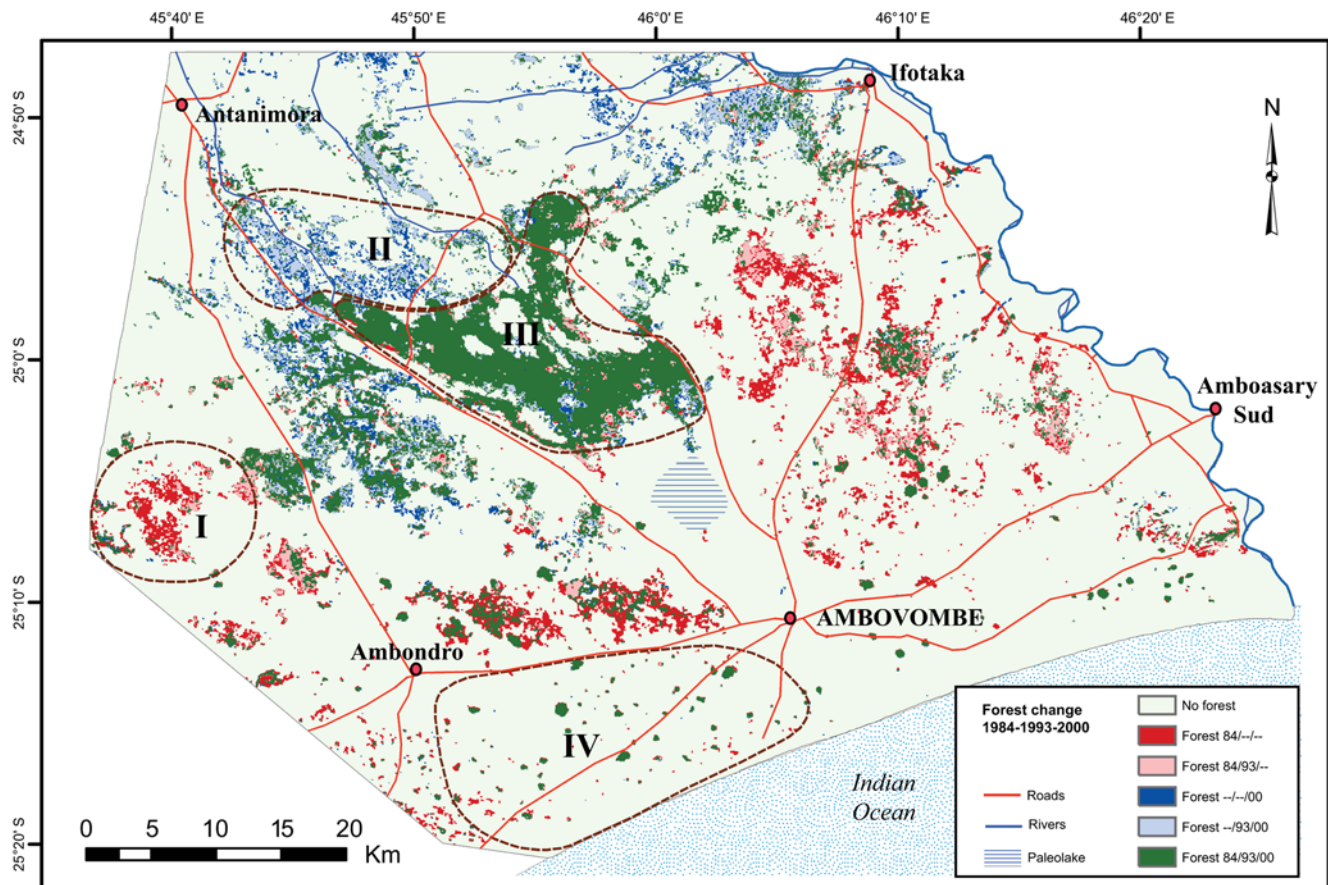 45°40' E
45°50' E
46°0' E
46°10' E
46°20' E
24°50' S
25°0' S
25°10' S
25°20' S
Ifotaka
Antanimora
N
II
III
Amboasary
Sud
I
AMBOVOMBE
Ambondro
IV
Indian
Ocean
0 5 10 15 20
Km
Forest change
1984-1993-2000
Roads
Rivers
Paleolake
No forest
Forest 84/--/--
Forest 84/93/--
Forest --/--/00
Forest --/93/00
Forest 84/93/00